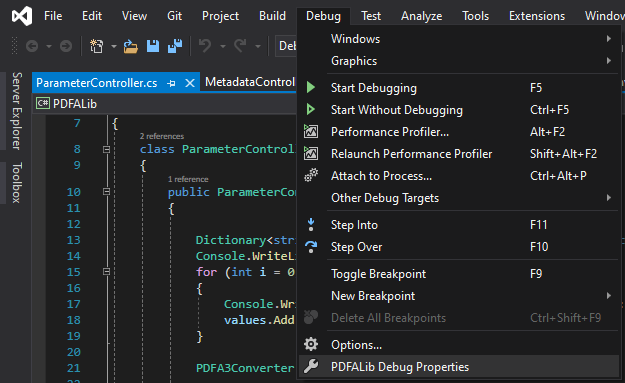 File Edit View Git Project Build Debug Test Analyze Tools Extensions Window
Server Explorer
Toolbox
ParameterController.cs MetadataControl
C# PDFALib
7 {
2 references
8 class ParameterControl
9 {
1 reference
10 public ParameterCon
11 {
12
13 Dictionary<str
14 Console.WriteLi
15 for (int i = 0
16 {
17 Console.Wri
18 values.Add
19 }
20
21 PDFA3Converter
22
Windows
Graphics
Start Debugging F5
Start Without Debugging Ctrl+F5
Performance Profiler... Alt+F2
Relaunch Performance Profiler Shift+Alt+F2
Attach to Process... Ctrl+Alt+P
Other Debug Targets
Step Into F11
Step Over F10
Toggle Breakpoint F9
New Breakpoint
Delete All Breakpoints Ctrl+Shift+F9
Options...
PDFALib Debug Properties